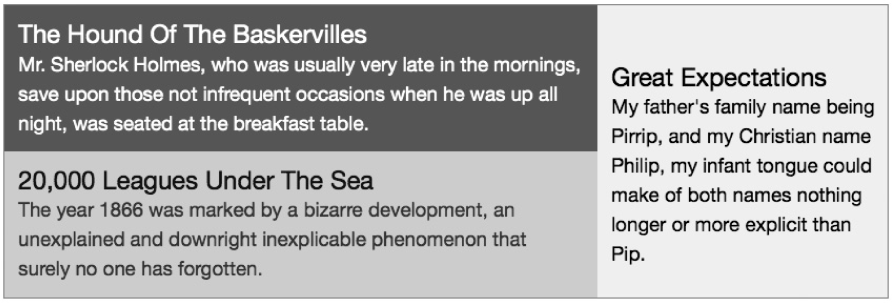 The Hound Of The Baskervilles
Mr. Sherlock Holmes, who was usually very late in the mornings,
save upon those not infrequent occasions when he was up all
night, was seated at the breakfast table.
20,000 Leagues Under The Sea
The year 1866 was marked by a bizarre development, an
unexplained and downright inexplicable phenomenon that
surely no one has forgotten.
Great Expectations
My father's family name being
Pirrip, and my Christian name
Philip, my infant tongue could
make of both names nothing
longer or more explicit than
Pip.